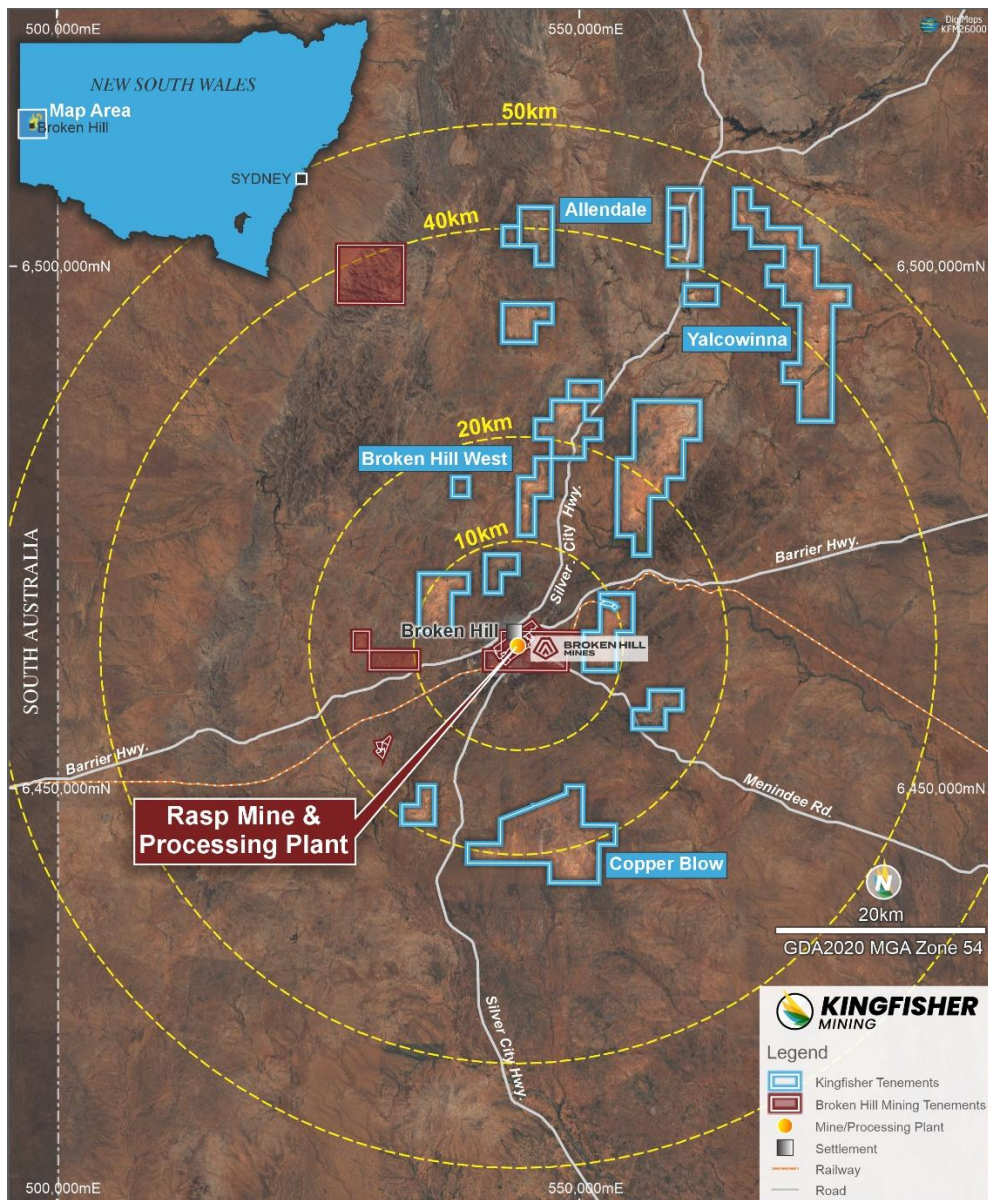 500,000mE
550,000mE
DigMaps
KFM26000
NEW SOUTH WALES
Map Area
Broken Hill
SYDNEY
50km
40km
Allendale
6,500,000mN
6,500,000mN
Yalcowinna
20km
Broken Hill West
10km
Silver City Hwy.
Barrier Hwy.
SOUTH AUSTRALIA
Broken Hill
BROKEN HILL
MINES
Barrier Hwy.
6,450,000mN
Menindee Rd.
Rasp Mine &
Processing Plant
Copper Blow
N
20km
GDA2020 MGA Zone 54
Silver City Hwy.
KINGFISHER
MINING
Legend
Kingfisher Tenements
Broken Hill Mining Tenements
Mine/Processing Plant
Settlement
Railway
Road
500,000mE
550,000mE